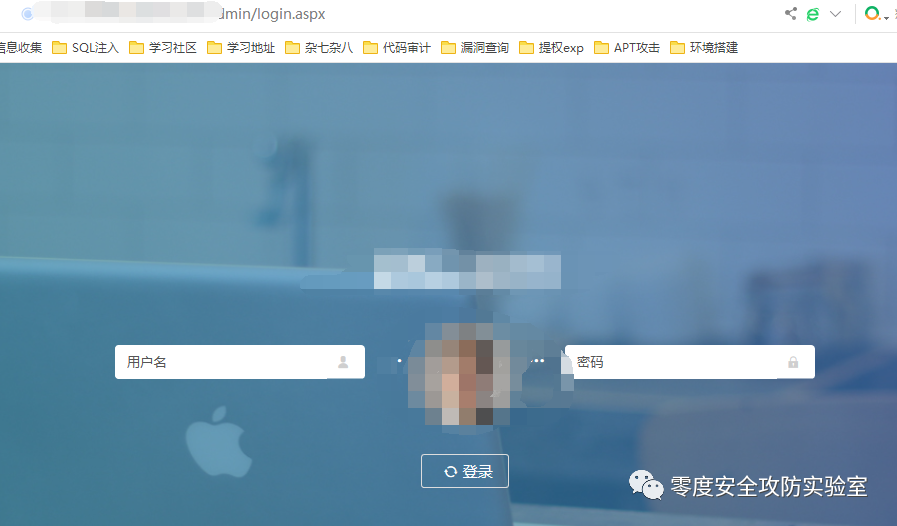 dmin/login.aspx
信息收集 SQL注入 学习社区 学习地址 杂七杂八 代码审计 漏洞查询 提权exp APT攻击 环境搭建
用户名 密码
登录
零度安全攻防实验室